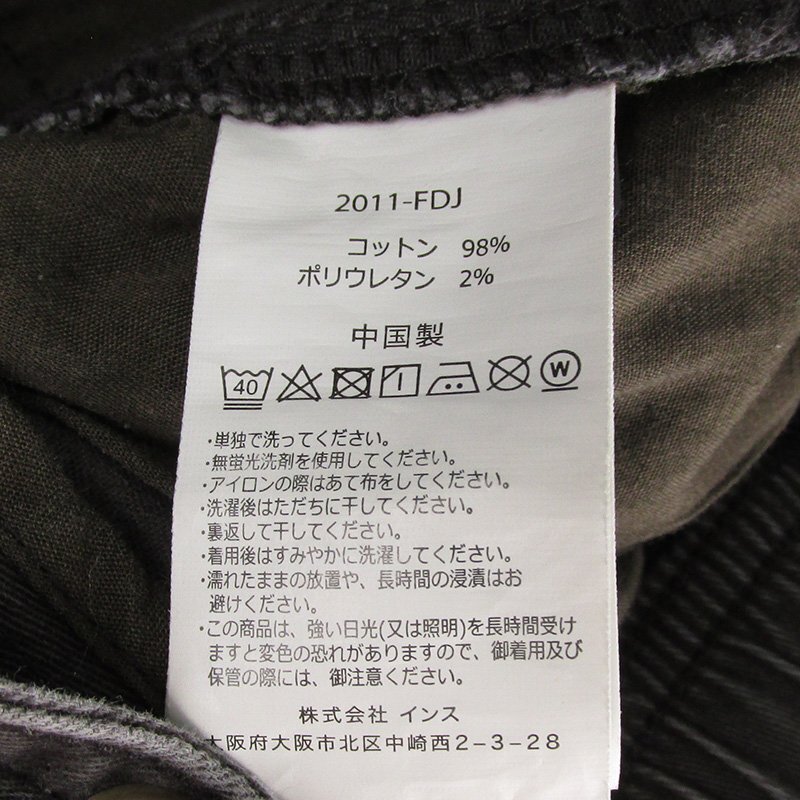 2011-FDJ
コットン 98%
ポリウレタン 2%
中国製
40 W
・単独で洗ってください。
・無蛍光洗剤を使用してください。
・アイロンの際はあて布をしてください。
・洗濯後はただちに干してください。
・裏返して干してください。
・着用後はすみやかに洗濯してください。
・濡れたままの放置や、長時間の浸漬はお
避けください。
・この商品は、強い日光(又は照明)を長時間受け
ますと変色の恐れがありますので、御着用及び
保管の際には、御注意ください。
株式会社 インス
大阪府大阪市北区中崎西2-3-28